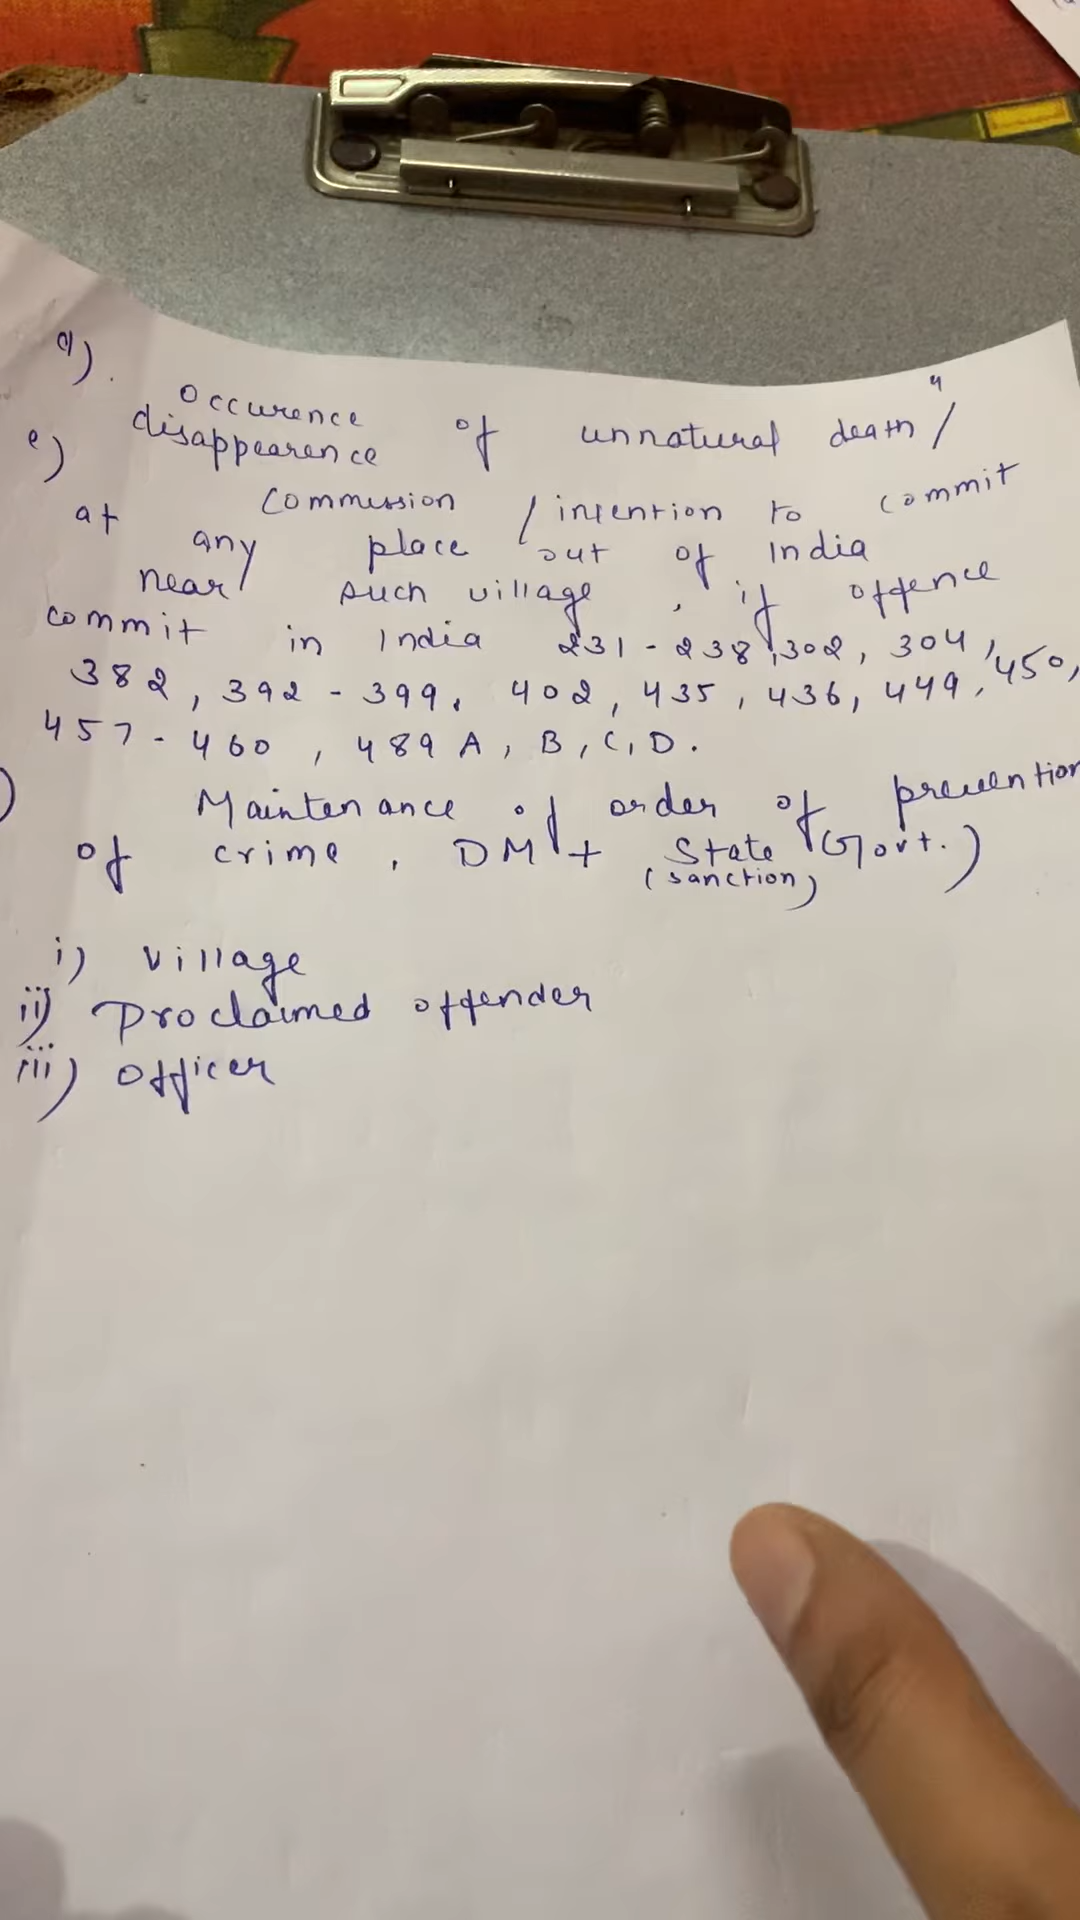 d).
occurence of unnatural death /
e) disappearence
commission / intention to commit
at any place out of India
near such village, if offence
commit in India 231-238, 302, 304,
382, 392-399, 402, 435, 436, 449, 450,
457-460, 489 A, B, C, D.
) Maintenance of order of prevention
of crime, DM + State Govt.)
(sanction)
i) village
ii) Proclaimed offender
iii) officer